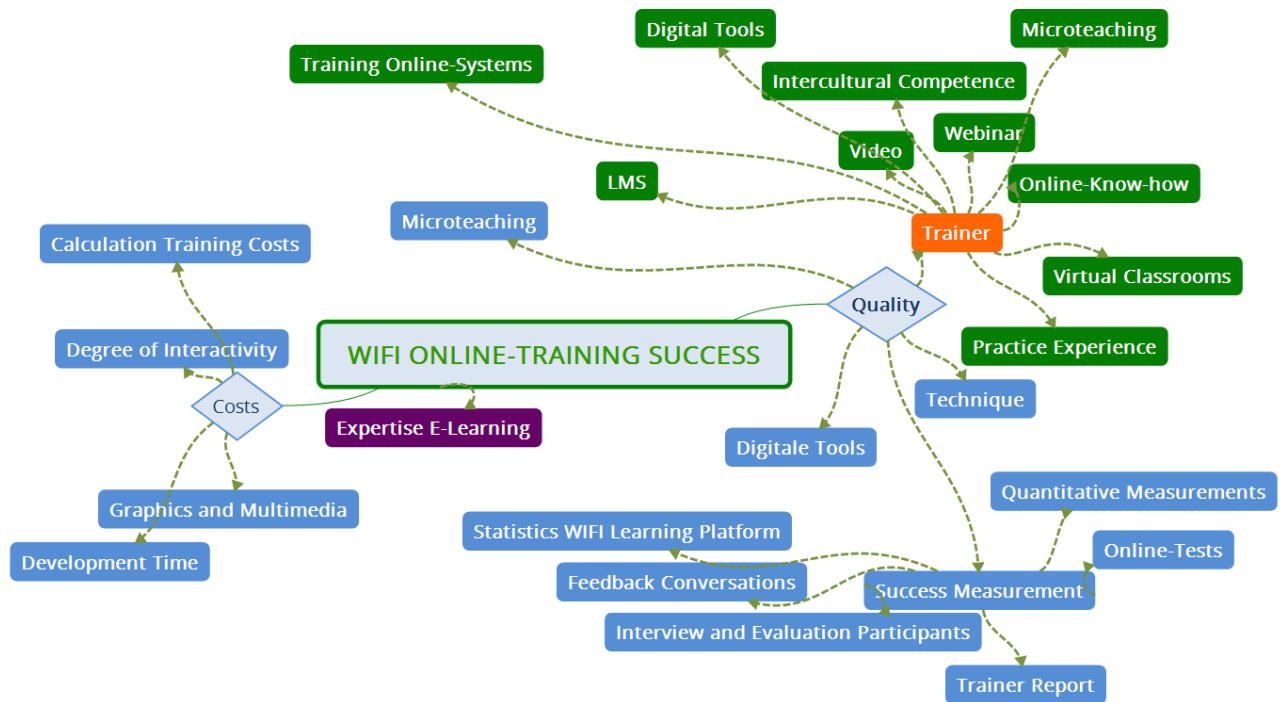 Digital Tools
Microteaching
Training Online-Systems
Intercultural Competence
Webinar
Video
LMS
Online-Know-how
Microteaching
Trainer
Calculation Training Costs
Virtual Classrooms
Quality
Degree of Interactivity
WIFI ONLINE-TRAINING SUCCESS
Practice Experience
Costs
Technique
Expertise E-Learning
Digitale Tools
Quantitative Measurements
Graphics and Multimedia
Statistics WIFI Learning Platform
Online-Tests
Development Time
Feedback Conversations
Success Measurement
Interview and Evaluation Participants
Trainer Report